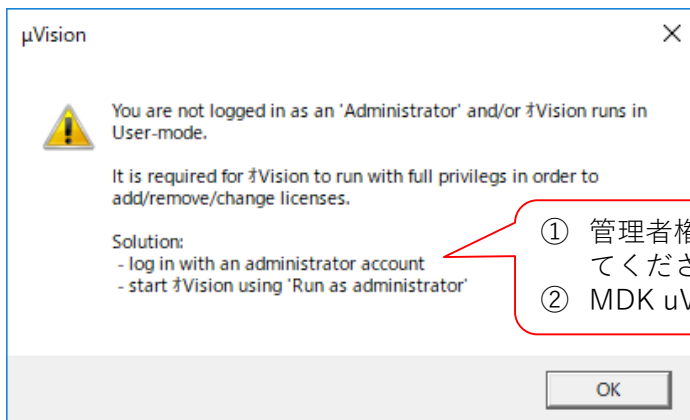 μVision
You are not logged in as an 'Administrator' and/or ｵVision runs in
User-mode.
It is required for ｵVision to run with full privilegs in order to
add/remove/change licenses.
Solution:
- log in with an administrator account
- start ｵVision using 'Run as administrator'
① 管理者
てくだ
② MDK uV
OK